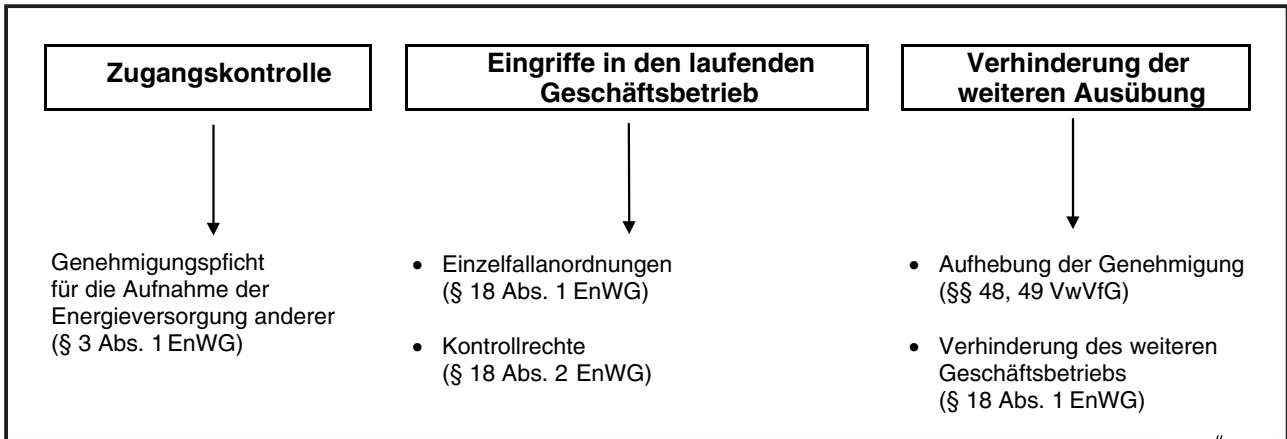 Zugangskontrolle
Genehmigungspficht
für die Aufnahme der
Energieversorgung anderer
(§ 3 Abs. 1 EnWG)
Eingriffe in den laufenden
Geschäftsbetrieb
• Einzelfallanordnungen
(§ 18 Abs. 1 EnWG)
• Kontrollrechte
(§ 18 Abs. 2 EnWG)
Verhinderung der
weiteren Ausübung
• Aufhebung der Genehmigung
(§§ 48, 49 VwVfG)
• Verhinderung des weiteren
Geschäftsbetriebs
(§ 18 Abs. 1 EnWG)